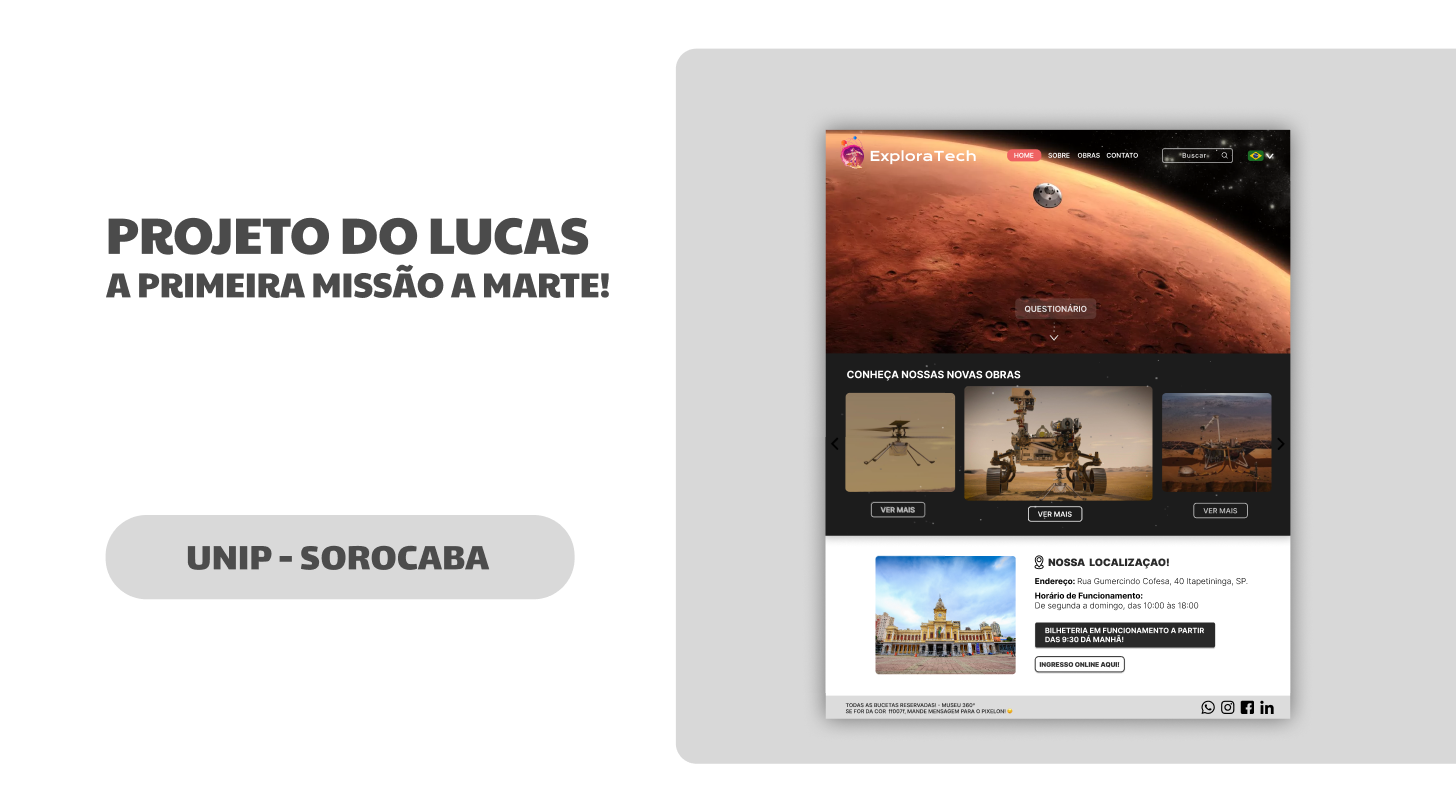 PROJETO DO LUCAS
A PRIMEIRA MISSÃO A MARTE!
UNIP - SOROCABA
ExploraTech
HOME SOBRE OBRAS CONTATO
"Buscar"
QUESTIONÁRIO
CONHEÇA NOSSAS NOVAS OBRAS
VER MAIS
VER MAIS
VER MAIS
NOSSA LOCALIZAÇAO!
Endereço: Rua Gumercindo Cofesa, 40 Itapetininga, SP.
Horário de Funcionamento:
De segunda a domingo, das 10:00 às 18:00
BILHETERIA EM FUNCIONAMENTO A PARTIR
DAS 9:30 DÁ MANHÃ!
INGRESSO ONLINE AQUI!
TODAS AS BUCETAS RESERVADAS! - MUSEU 360°
SE FOR DA COR ff007f, MANDE MENSAGEM PARA O PIXELON!